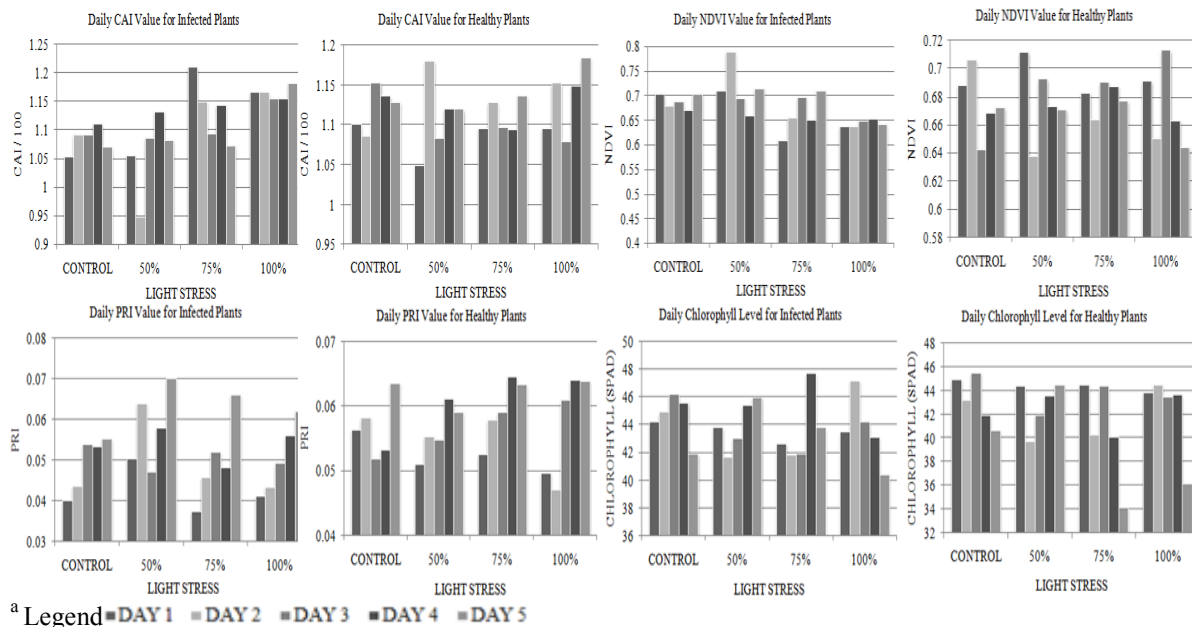 Daily CAI Value for Infected Plants
1.25
1.2
1.15
1.1
1.05
1
0.95
0.9
CAI / 100
CONTROL 50% 75% 100%
LIGHT STRESS
Daily CAI Value for Healthy Plants
1.2
1.15
1.1
1.05
1
0.95
CAI / 100
CONTROL 50% 75% 100%
LIGHT STRESS
Daily NDVI Value for Infected Plants
0.8
0.75
0.7
0.65
0.6
0.55
0.5
0.45
0.4
NDVI
CONTROL 50% 75% 100%
LIGHT STRESS
Daily NDVI Value for Healthy Plants
0.72
0.7
0.68
0.66
0.64
0.62
0.6
0.58
NDVI
CONTROL 50% 75% 100%
LIGHT STRESS
Daily PRI Value for Infected Plants
0.08
0.07
0.06
0.05
0.04
0.03
PRI
CONTROL 50% 75% 100%
LIGHT STRESS
Daily PRI Value for Healthy Plants
0.07
0.06
0.05
0.04
PRI
CONTROL 50% 75% 100%
LIGHT STRESS
Daily Chlorophyll Level for Infected Plants
50
48
46
44
42
40
38
36
CHLOROPHYLL (SPAD)
CONTROL 50% 75% 100%
LIGHT STRESS
Daily Chlorophyll Level for Healthy Plants
48
46
44
42
40
38
36
34
32
CHLOROPHYLL (SPAD)
CONTROL 50% 75% 100%
LIGHT STRESS
a Legend DAY 1 DAY 2 DAY 3 DAY 4 DAY 5